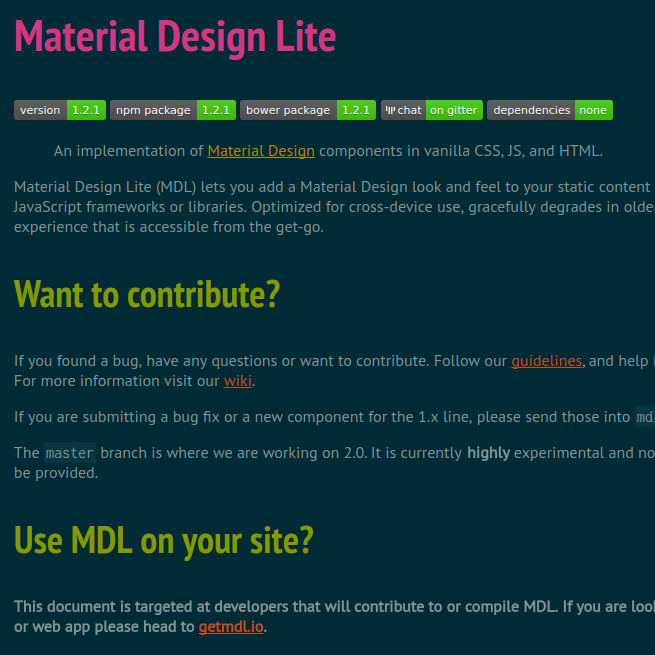 Material Design Lite
version 1.2.1 npm package 1.2.1 bower package 1.2.1 chat on gitter dependencies none
An implementation of Material Design components in vanilla CSS, JS, and HTML.
Material Design Lite (MDL) lets you add a Material Design look and feel to your static content
JavaScript frameworks or libraries. Optimized for cross-device use, gracefully degrades in olde
experience that is accessible from the get-go.
Want to contribute?
If you found a bug, have any questions or want to contribute. Follow our guidelines, and help
For more information visit our wiki.
If you are submitting a bug fix or a new component for the 1.x line, please send those into
The master branch is where we are working on 2.0. It is currently highly experimental and no
be provided.
Use MDL on your site?
This document is targeted at developers that will contribute to or compile MDL. If you are loo
or web app please head to getmdl.io.